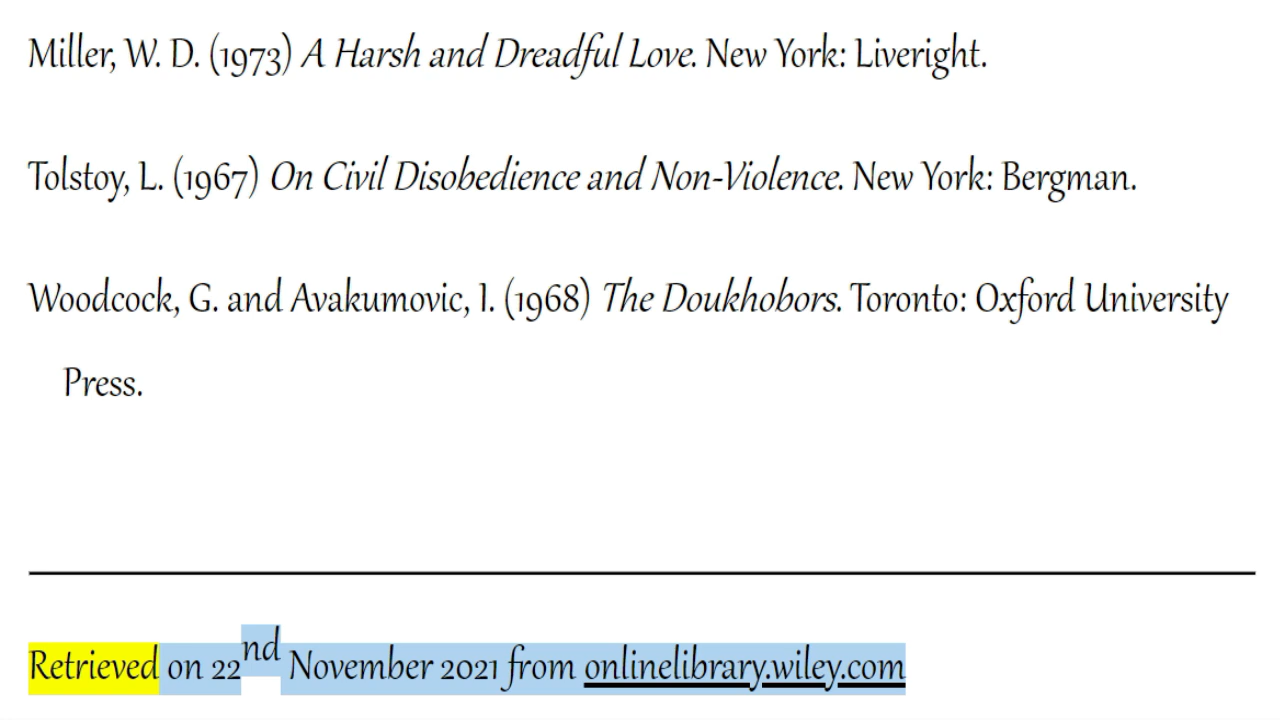 Miller, W. D. (1973) A Harsh and Dreadful Love. New York: Liveright.
Tolstoy, L. (1967) On Civil Disobedience and Non-Violence. New York: Bergman.
Woodcock, G. and Avakumovic, I. (1968) The Doukhobors. Toronto: Oxford University
Press.
Retrieved on 22nd November 2021 from onlinelibrary.wiley.com